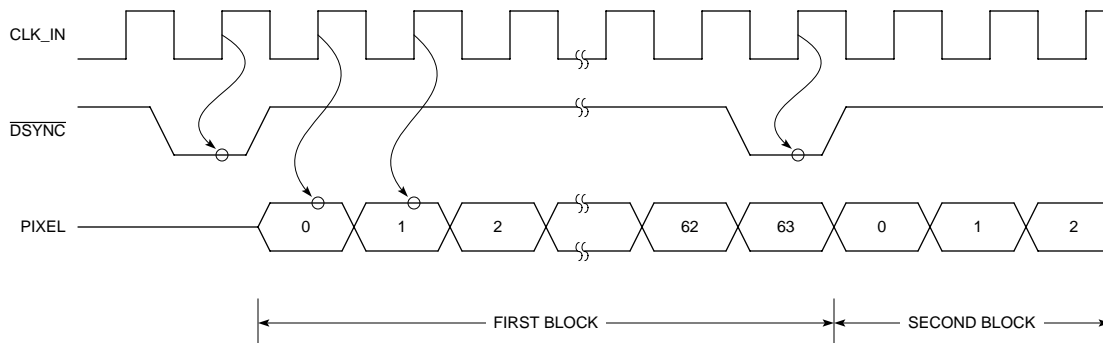 CLK_IN
DSYNC
PIXEL 0 1 2 62 63 0 1 2
FIRST BLOCK SECOND BLOCK